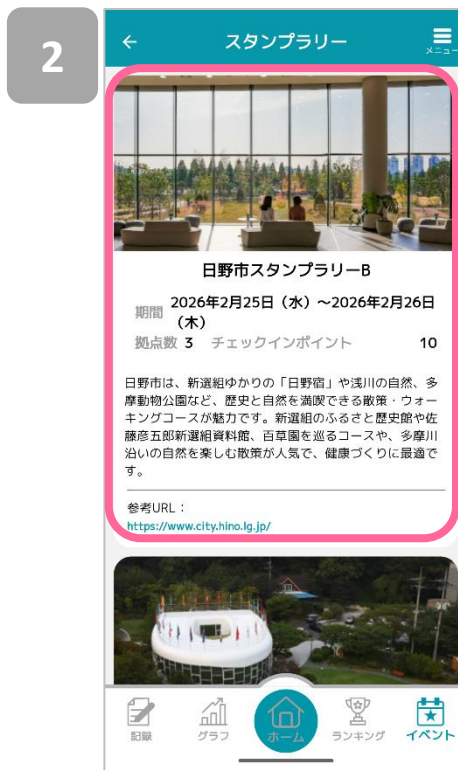 2
スタンプラリー
メニュー
日野市スタンプラリーB
期間 2026年2月25日（水）～2026年2月26日
（木）
拠点数 3 チェックインポイント 10
日野市は、新選組ゆかりの「日野宿」や浅川の自然、多
摩動物公園など、歴史と自然を満喫できる散策・ウォー
キングコースが魅力です。新選組のふるさと歴史館や佐
藤彦五郎新選組資料館、百草園を巡るコースや、多摩川
沿いの自然を楽しむ散策が人気で、健康づくりに最適で
す。
参考URL：
https://www.city.hino.lg.jp/
記録 グラフ ホーム ランキング イベント